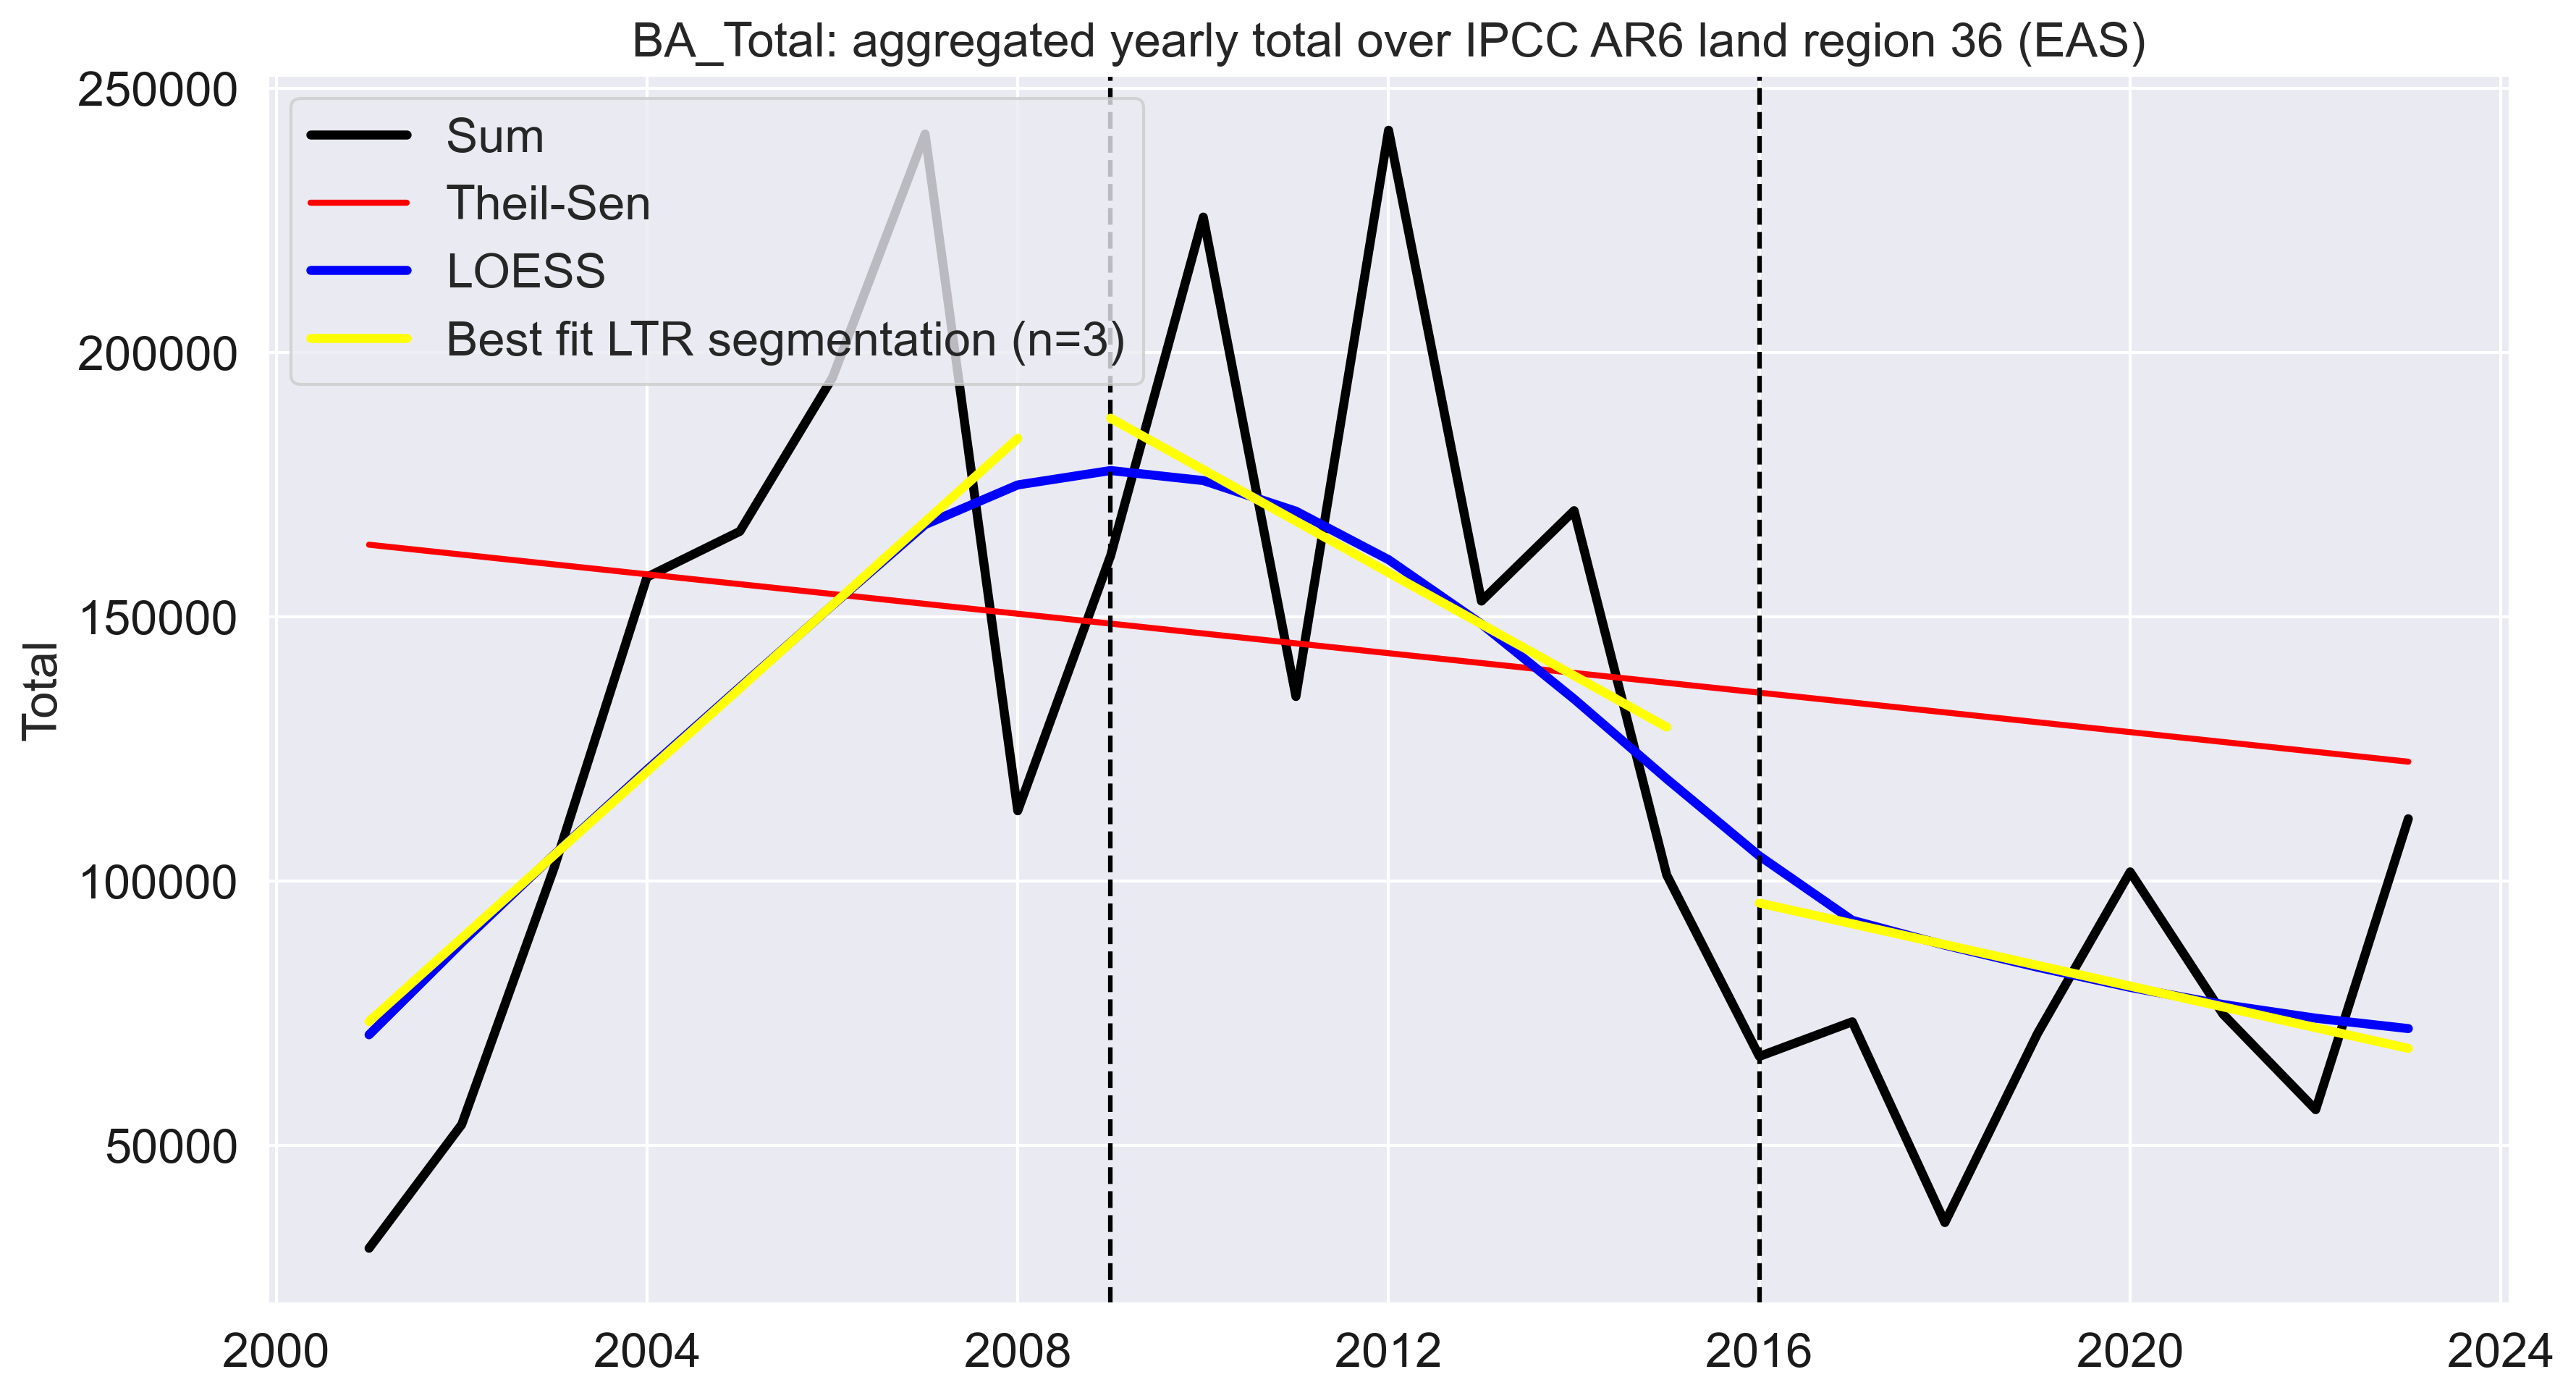 BA_Total: aggregated yearly total over IPCC AR6 land region 36 (EAS)
250000
200000
150000
100000
50000
Total
Sum
Theil-Sen
LOESS
Best fit LTR segmentation (n=3)
2000 2004 2008 2012 2016 2020 2024